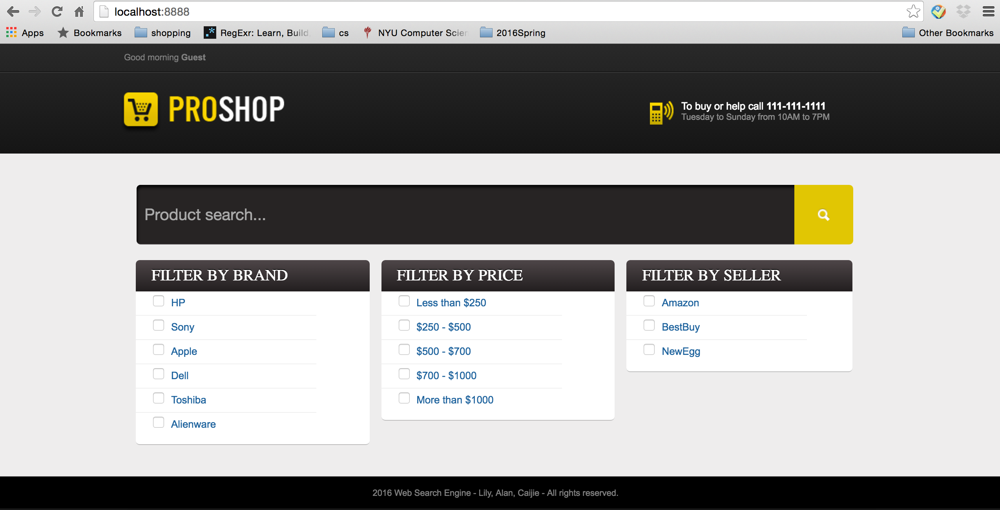 localhost:8888
Apps Bookmarks shopping RegExr: Learn, Build cs NYU Computer Scien 2016Spring Other Bookmarks
Good morning Guest
PROSHOP
To buy or help call 111-111-1111
Tuesday to Sunday from 10AM to 7PM
Product search...
FILTER BY BRAND
HP
Sony
Apple
Dell
Toshiba
Alienware
FILTER BY PRICE
Less than $250
$250 - $500
$500 - $700
$700 - $1000
More than $1000
FILTER BY SELLER
Amazon
BestBuy
NewEgg
2016 Web Search Engine - Lily, Alan, Caijie - All rights reserved.